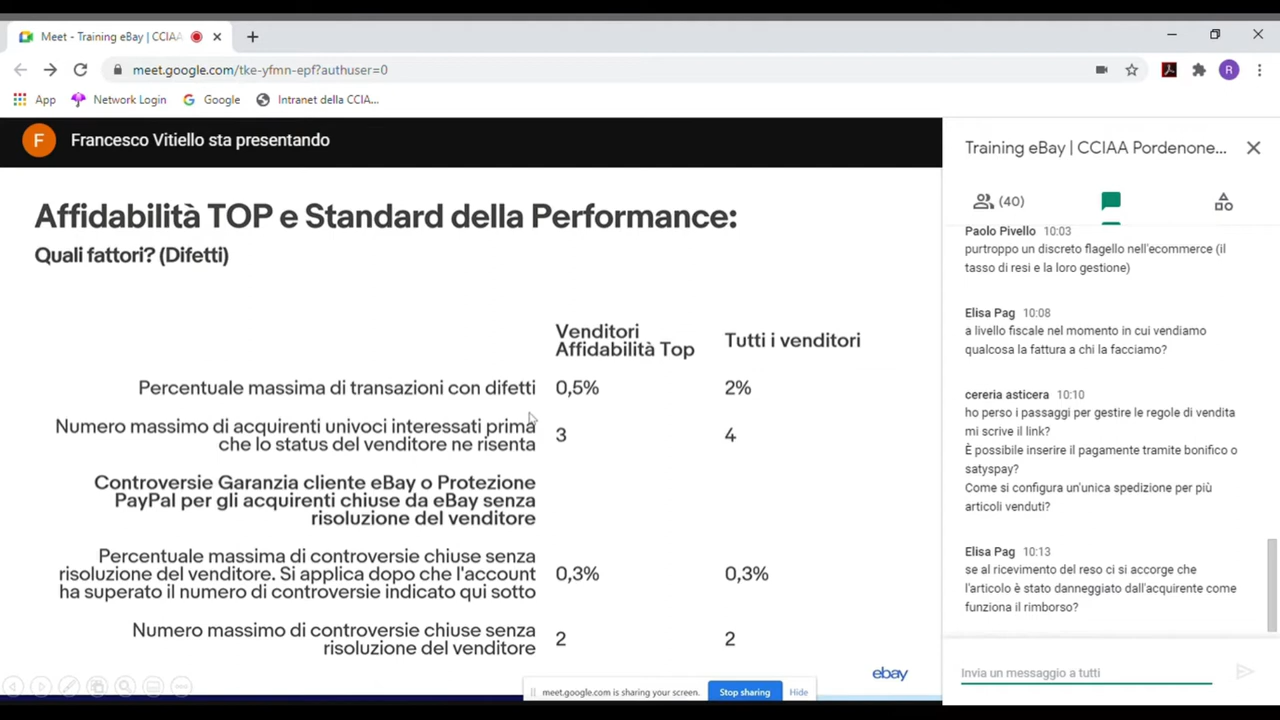 Meet - Training eBay | CCIAA
meet.google.com/tke-yfmn-epf?authuser=0
R
App
Network Login
Google
Intranet della CCIA...
F
Francesco Vitiello sta presentando
Affidabilità TOP e Standard della Performance:
Quali fattori? (Difetti)
Venditori
Affidabilità Top
Tutti i venditori
Percentuale massima di transazioni con difetti
0,5%
2%
Numero massimo di acquirenti univoci interessati prima
che lo status del venditore ne risenta
3
4
Controversie Garanzia cliente eBay o Protezione
PayPal per gli acquirenti chiuse da eBay senza
risoluzione del venditore
Percentuale massima di controversie chiuse senza
risoluzione del venditore. Si applica dopo che l'account
ha superato il numero di controversie indicato qui sotto
0,3%
0,3%
Numero massimo di controversie chiuse senza
risoluzione del venditore
2
2
ebay
meet.google.com is sharing your screen.
Stop sharing
Hide
Training eBay | CCIAA Pordenone...
(40)
Paolo Pivello 10:03
purtroppo un discreto flagello nell'ecommerce (il
tasso di resi e la loro gestione)
Elisa Pag 10:08
a livello fiscale nel momento in cui vendiamo
qualcosa la fattura a chi la facciamo?
cereria asticera 10:10
ho perso i passaggi per gestire le regole di vendita
mi scrive il link?
È possibile inserire il pagamente tramite bonifico o
satyspay?
Come si configura un'unica spedizione per più
articoli venduti?
Elisa Pag 10:13
se al ricevimento del reso ci si accorge che
l'articolo è stato danneggiato dall'acquirente come
funziona il rimborso?
Invia un messaggio a tutti